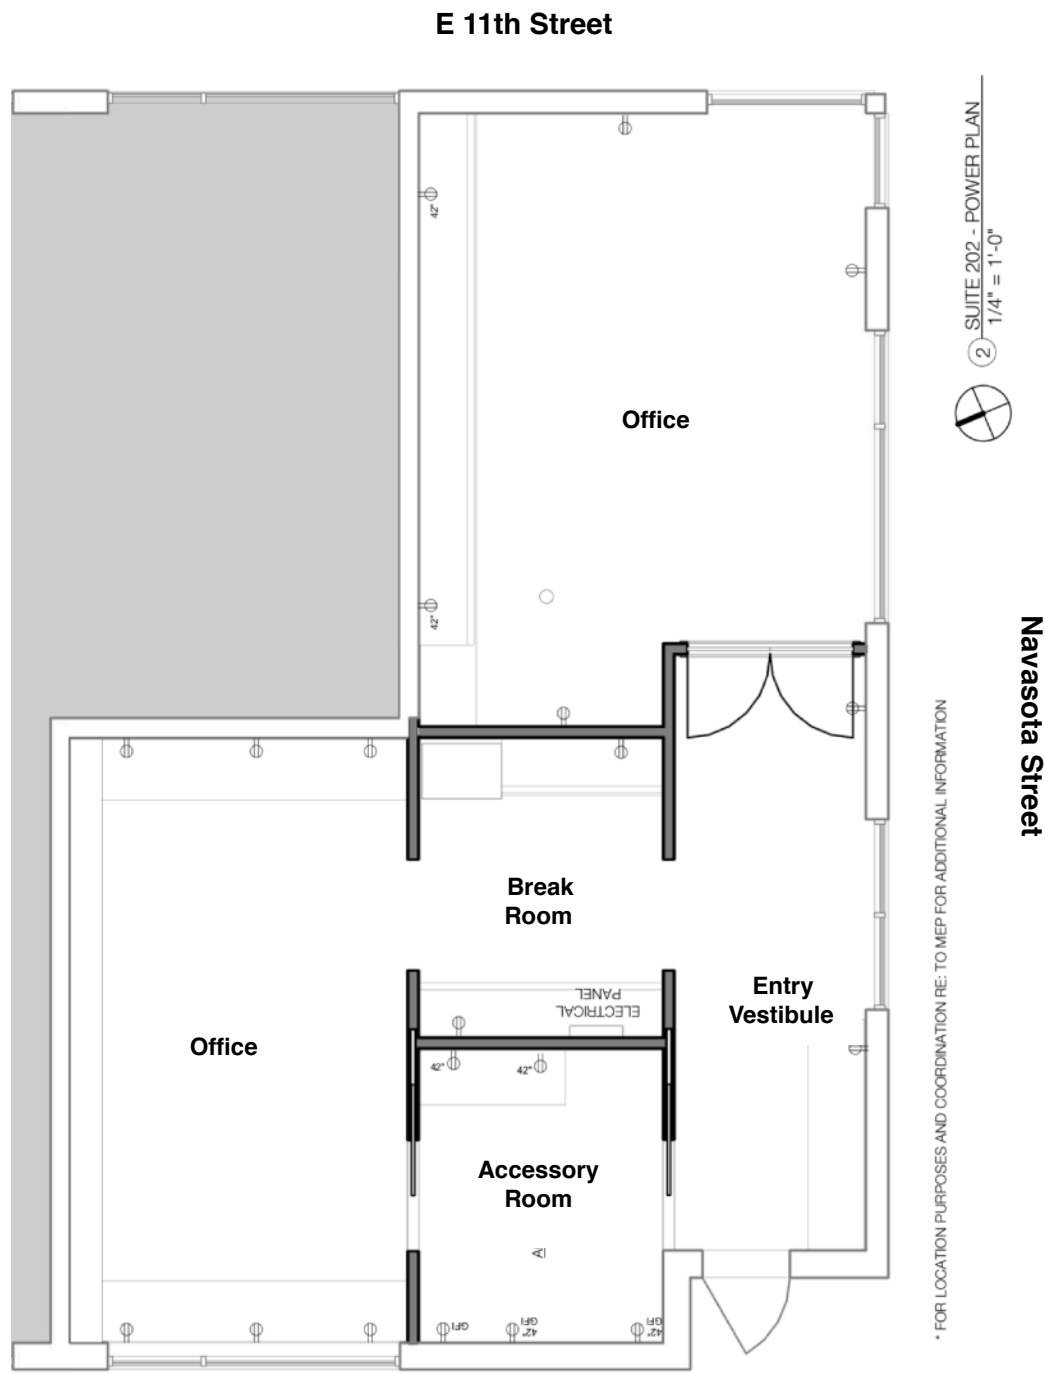 E 11th Street
SUITE 202 - POWER PLAN
1/4" = 1'-0"
2
42"
Office
42"
Navasota Street
* FOR LOCATION PURPOSES AND COORDINATION RE: TO MEP FOR ADDITIONAL INFORMATION
Break
Room
Entry
Vestibule
ELECTRICAL
PANEL
Office
42"
42"
Accessory
Room
A
GFI
GFI
42"
GFI
42"